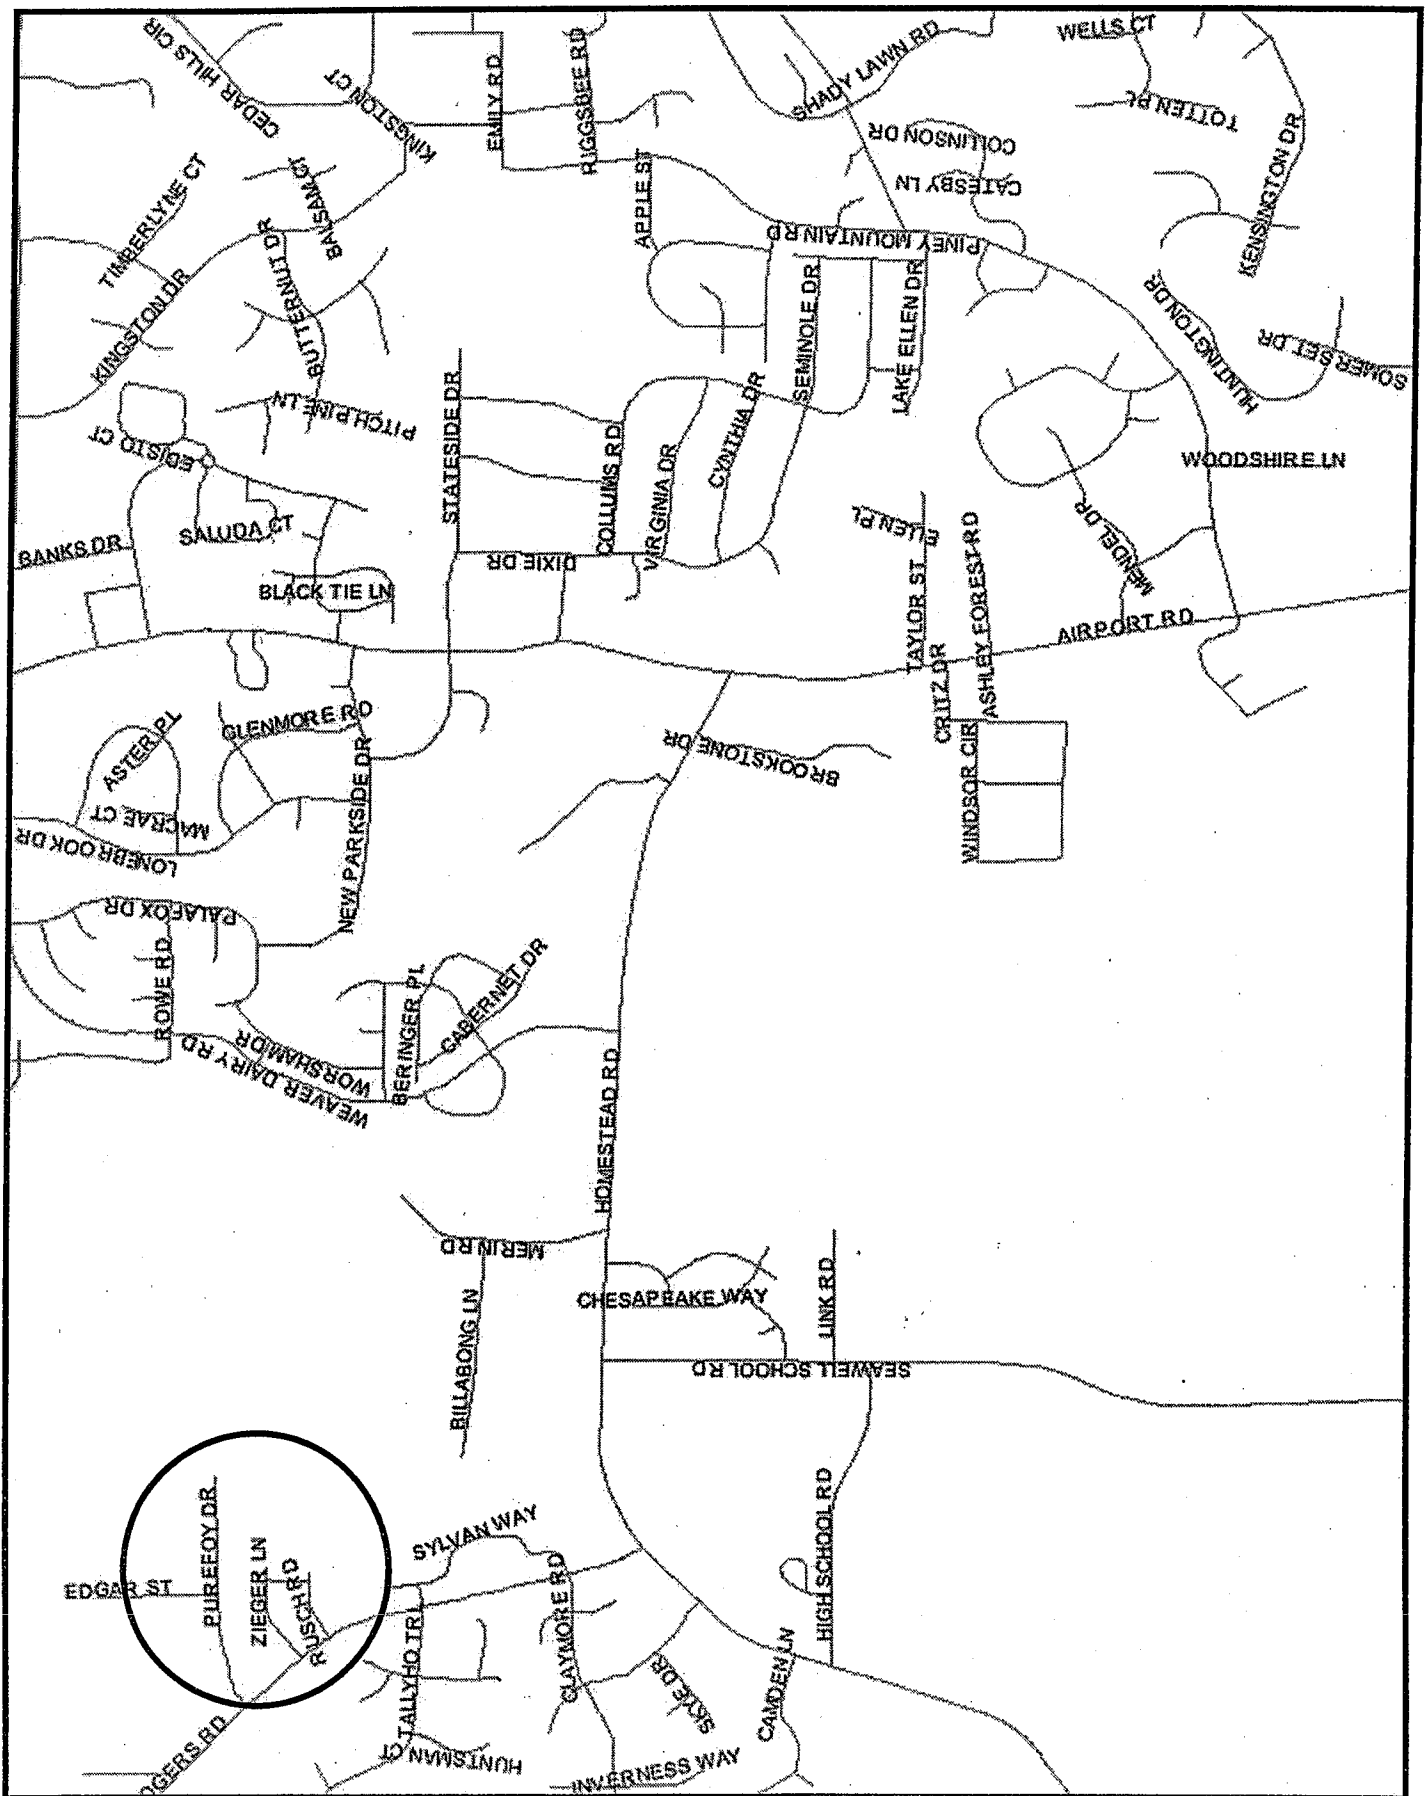 CEDAR HILLS CIR
KINGSTON CT
EMILY RD
RIGGSBEE RD
SHADY LAWN RD
WELLS CT
TOTTEN PL
COLLINSON DR
KENSINGTON DR
CATESBY LN
TIMBERLYNE CT
BALSAM CT
APPLE ST
PINEY MOUNTAIN RD
KINGSTON DR
BUTTERNUT DR
SEMINOLE DR
LAKE ELLEN DR
HUNTINGTON DR
SOMERSET DR
PITCH PINE LN
EDISTO CT
STATESIDE DR
COLLUMS RD
VIRGINIA DR
CYNTHIA DR
WOODSHIRE LN
BANKS DR
SALUDA CT
DIXIE DR
ELLEN PL
MENDEL DR
BLACK TIE LN
TAYLOR ST
ASHLEY FOREST RD
AIRPORT RD
CRITZ DR
ASTER PL
GLENMORE RD
BROOKSTONE DR
WINDSOR CIR
MACRAE CT
LONEBROOK DR
NEW PARKSIDE DR
PALAFOX DR
ROWE RD
WORSHAM DR
WEAVER DAIRY RD
BERINGER PL
CABERNET DR
HOMESTEAD RD
MERIN RD
BILLABONG LN
CHESAPEAKE WAY
LINK RD
SEAWELL SCHOOL RD
HIGH SCHOOL RD
SYLVAN WAY
EDGAR ST
PUREFOY DR
ZIEGER LN
RUSCH RD
TALLYHO TRL
CLAYMORE RD
SKYE DR
CAMDEN LN
OGERS RD
HUNTSMAN CT
INVERNESS WAY